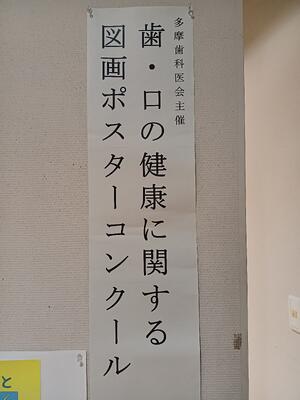 多摩歯科医会主催
歯・口の健康に関する
図画ポスターコンクール
と